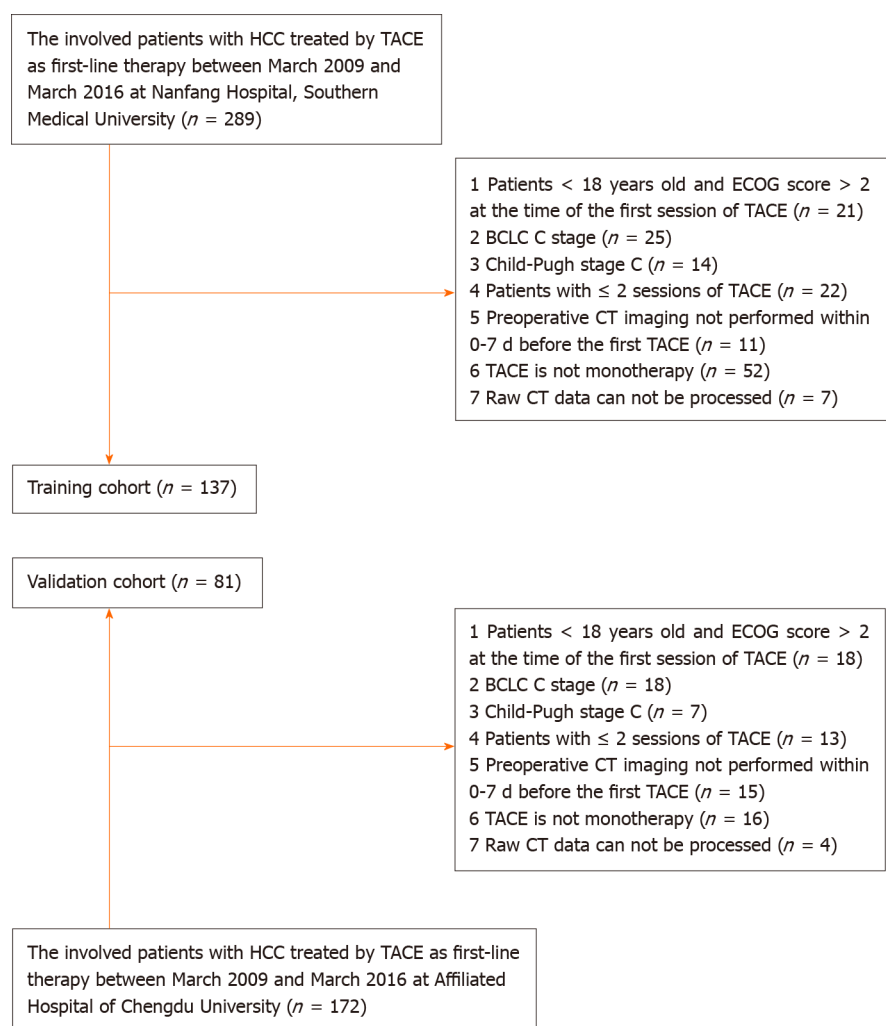 The involved patients with HCC treated by TACE
as first-line therapy between March 2009 and
March 2016 at Nanfang Hospital, Southern
Medical University (n = 289)
1 Patients < 18 years old and ECOG score > 2
at the time of the first session of TACE (n = 21)
2 BCLC C stage (n = 25)
3 Child-Pugh stage C (n = 14)
4 Patients with ≤ 2 sessions of TACE (n = 22)
5 Preoperative CT imaging not performed within
0-7 d before the first TACE (n = 11)
6 TACE is not monotherapy (n = 52)
7 Raw CT data can not be processed (n = 7)
Training cohort (n = 137)
Validation cohort (n = 81)
1 Patients < 18 years old and ECOG score > 2
at the time of the first session of TACE (n = 18)
2 BCLC C stage (n = 18)
3 Child-Pugh stage C (n = 7)
4 Patients with ≤ 2 sessions of TACE (n = 13)
5 Preoperative CT imaging not performed within
0-7 d before the first TACE (n = 15)
6 TACE is not monotherapy (n = 16)
7 Raw CT data can not be processed (n = 4)
The involved patients with HCC treated by TACE as first-line
therapy between March 2009 and March 2016 at Affiliated
Hospital of Chengdu University (n = 172)